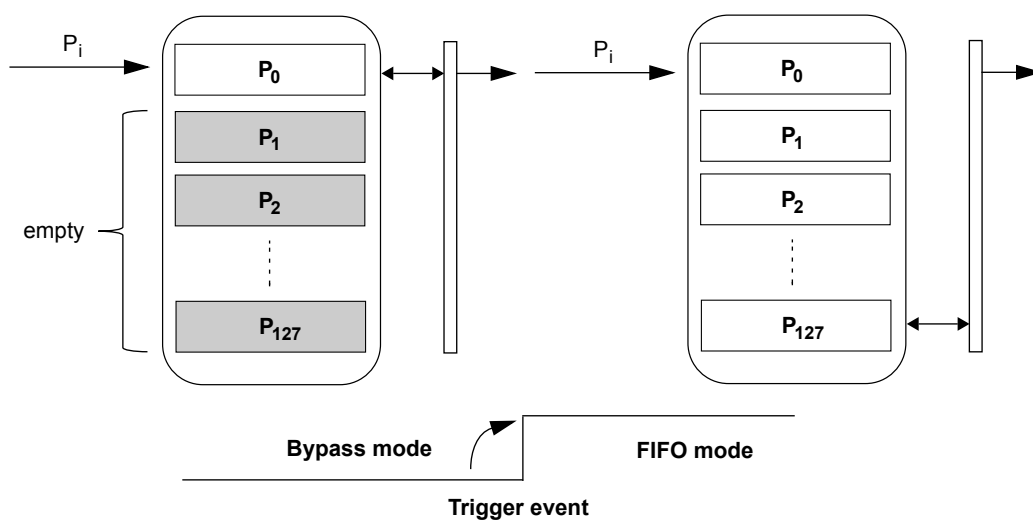 Pi
P0
P1
P2
empty
P127
Pi
P0
P1
P2
P127
Bypass mode
FIFO mode
Trigger event